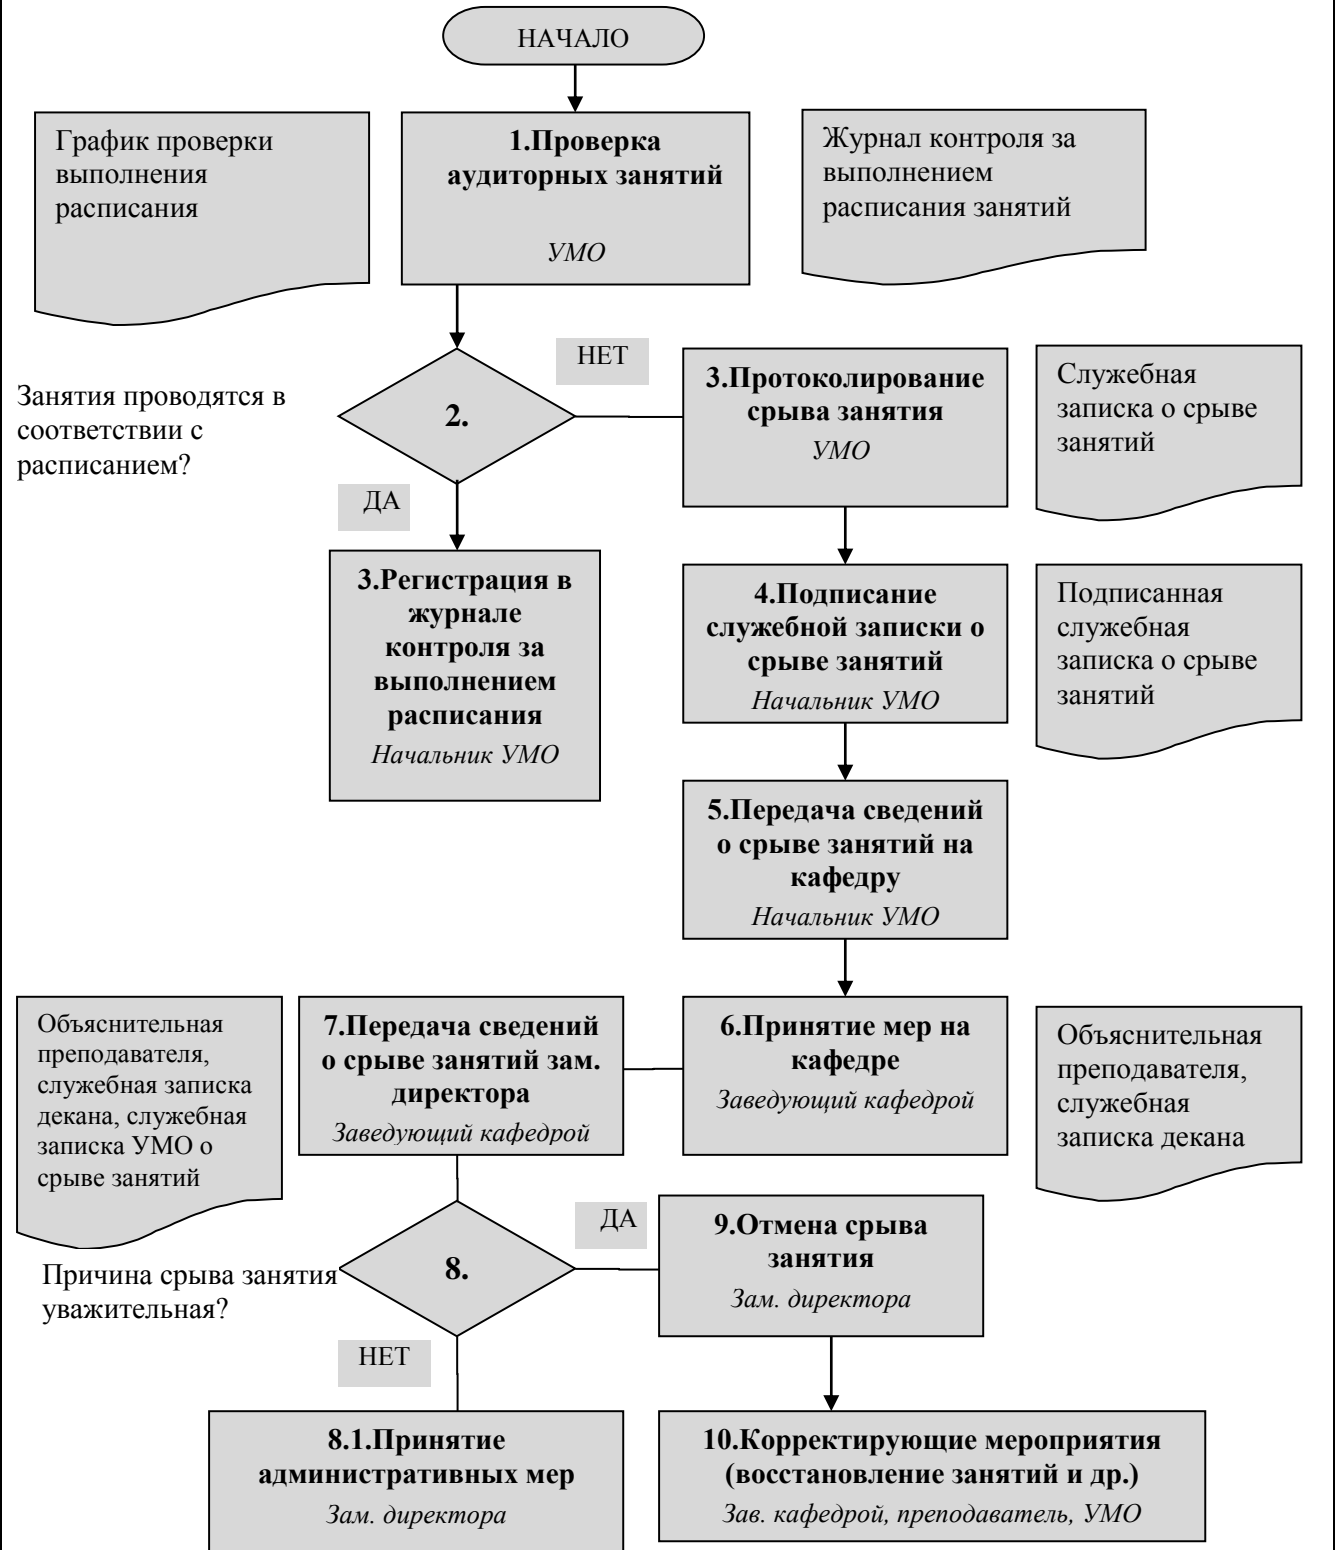 НАЧАЛО
График проверки
выполнения
расписания
1.Проверка
аудиторных занятий
УМО
Журнал контроля за
выполнением
расписания занятий
Занятия проводятся в
соответствии с
расписанием?
2.
НЕТ
3.Протоколирование
срыва занятия
УМО
Служебная
записка о срыве
занятий
ДА
3.Регистрация в
журнале
контроля за
выполнением
расписания
Начальник УМО
4.Подписание
служебной записки о
срыве занятий
Начальник УМО
Подписанная
служебная
записка о срыве
занятий
5.Передача сведений
о срыве занятий на
кафедру
Начальник УМО
Объяснительная
преподавателя,
служебная записка
декана, служебная
записка УМО о
срыве занятий
7.Передача сведений
о срыве занятий зам.
директора
Заведующий кафедрой
6.Принятие мер на
кафедре
Заведующий кафедрой
Объяснительная
преподавателя,
служебная
записка декана
Причина срыва занятия
уважительная?
8.
ДА
9.Отмена срыва
занятия
Зам. директора
НЕТ
8.1.Принятие
административных мер
Зам. директора
10.Корректирующие мероприятия
(восстановление занятий и др.)
Зав. кафедрой, преподаватель, УМО